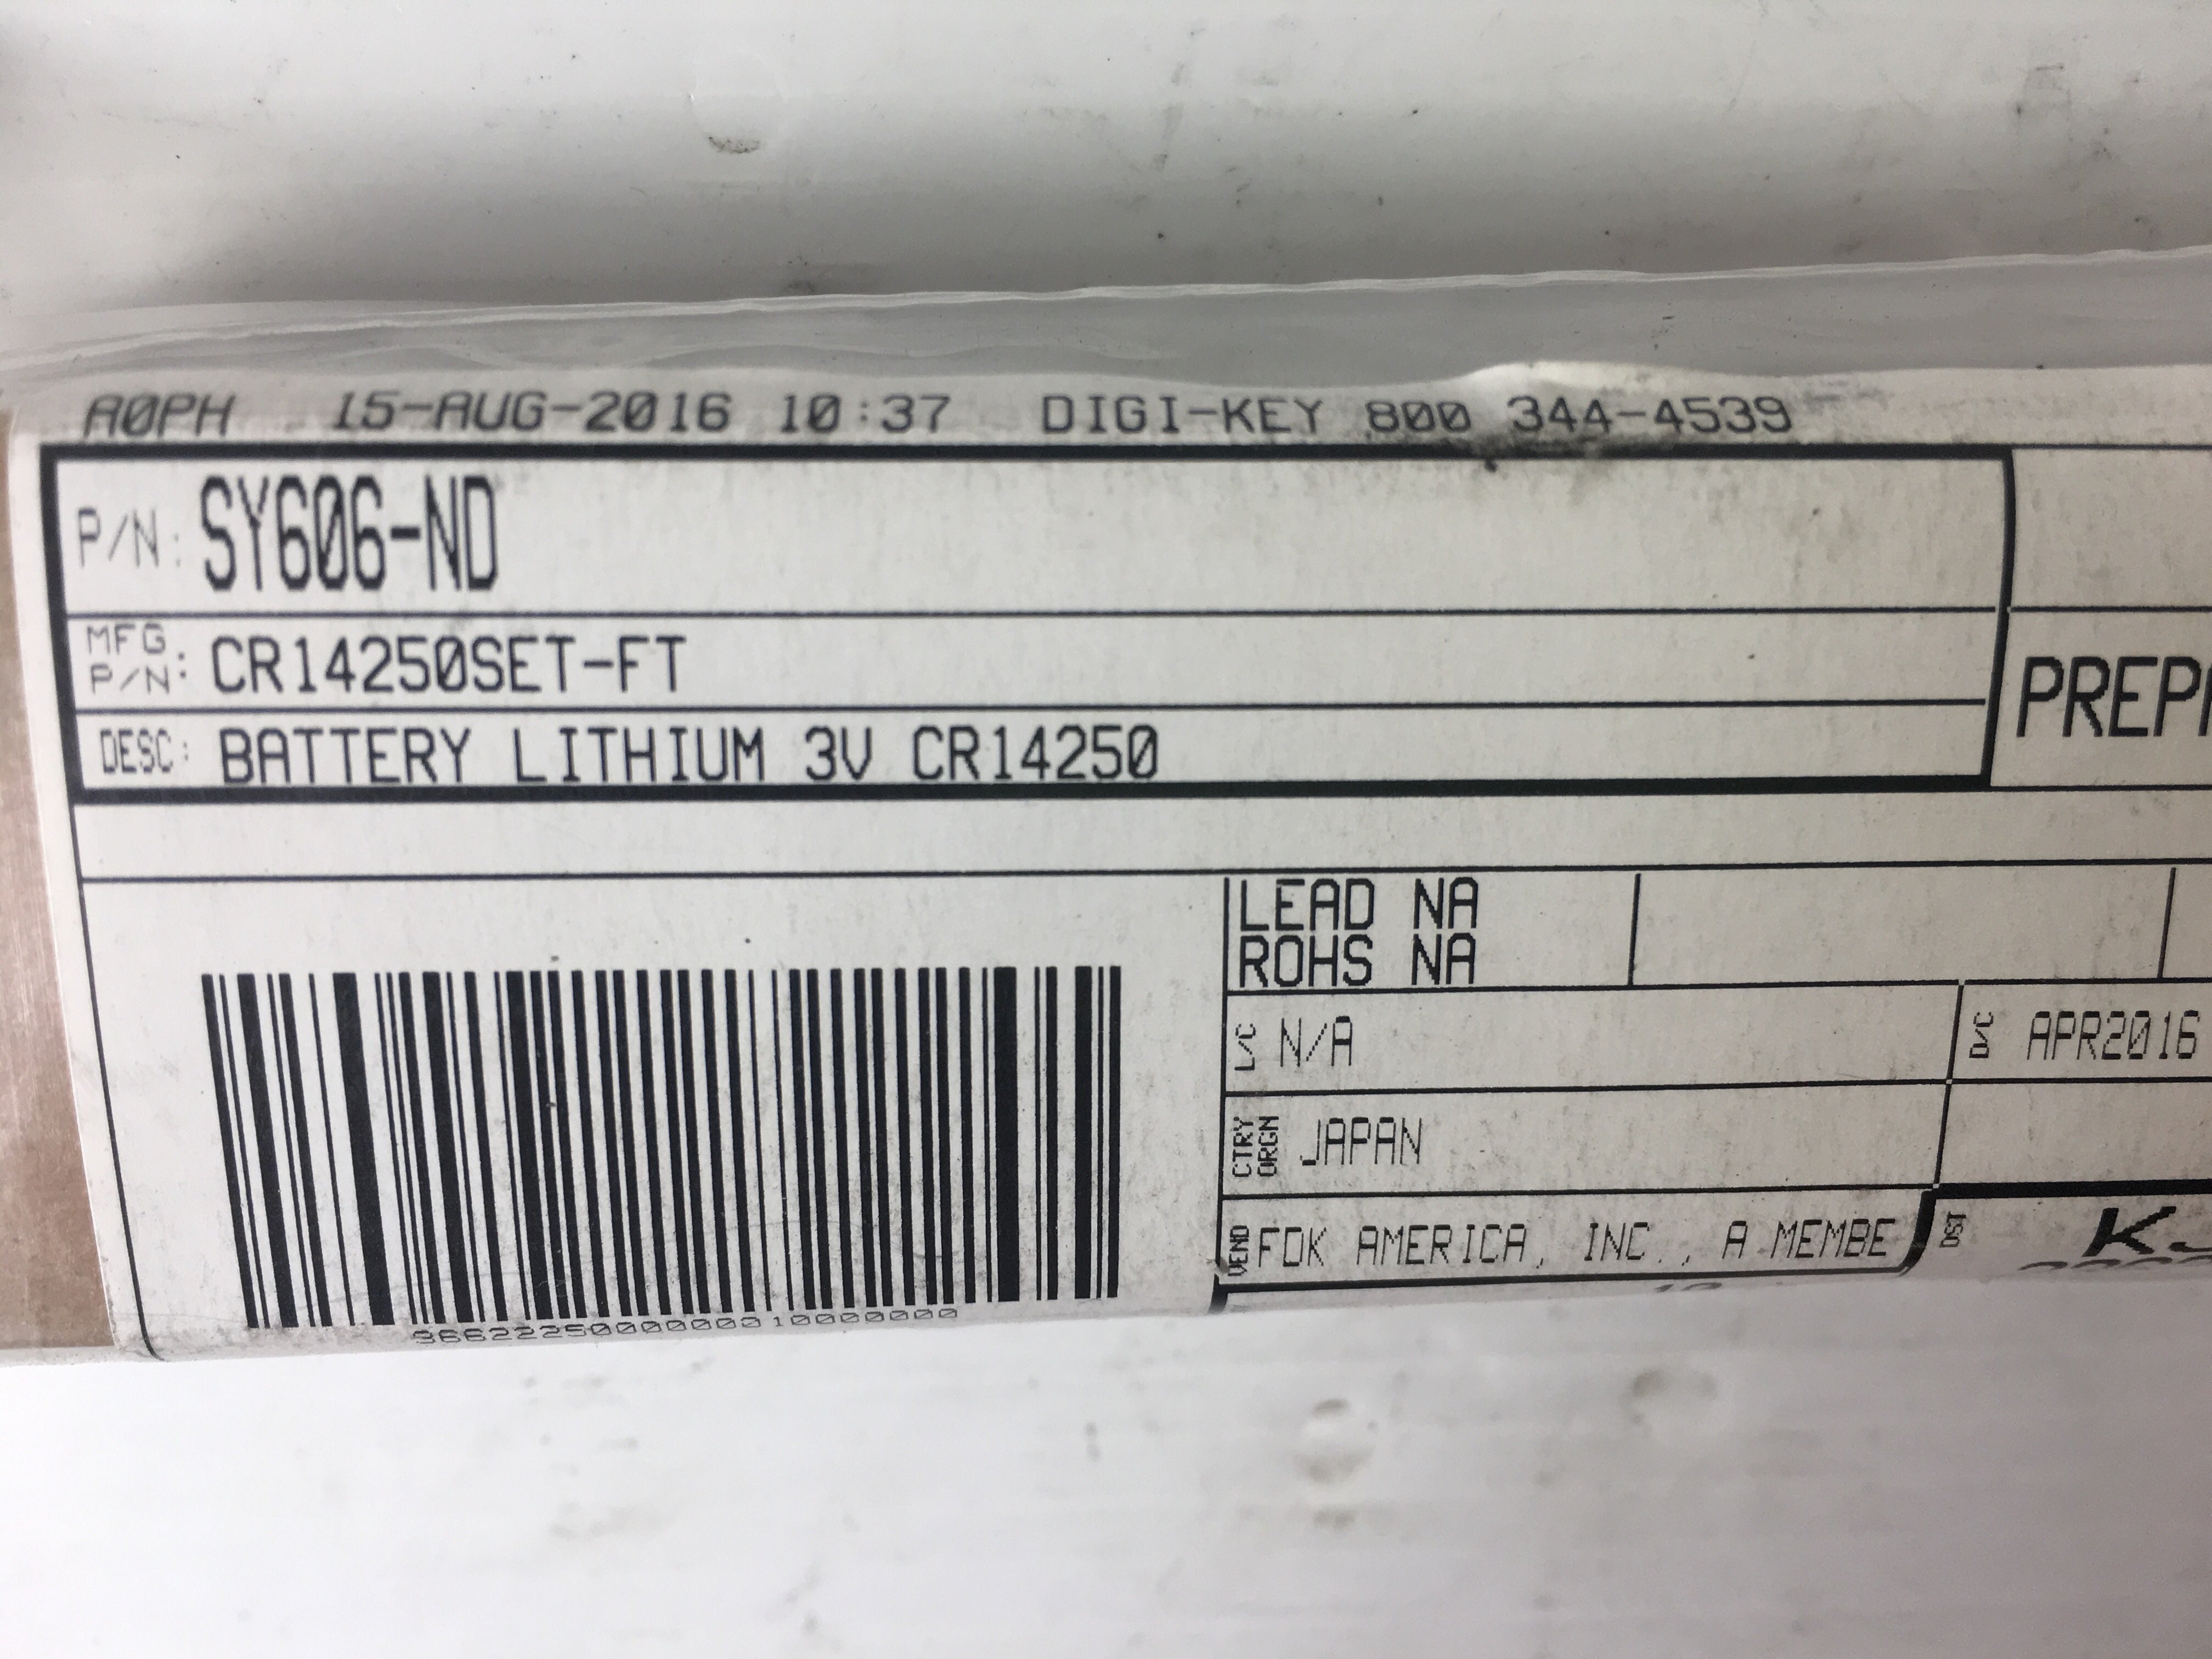 A0PH 15-AUG-2016 10:37 DIGI-KEY 800 344-4539
P/N: SY606-ND
MFG P/N: CR14250SET-FT
DESC: BATTERY LITHIUM 3V CR14250
LEAD NA
ROHS NA
L/C N/A
D/C APR2016
CTRY ORGN JAPAN
VEND FDK AMERICA, INC., A MEMBE
DST
366222500000001000000